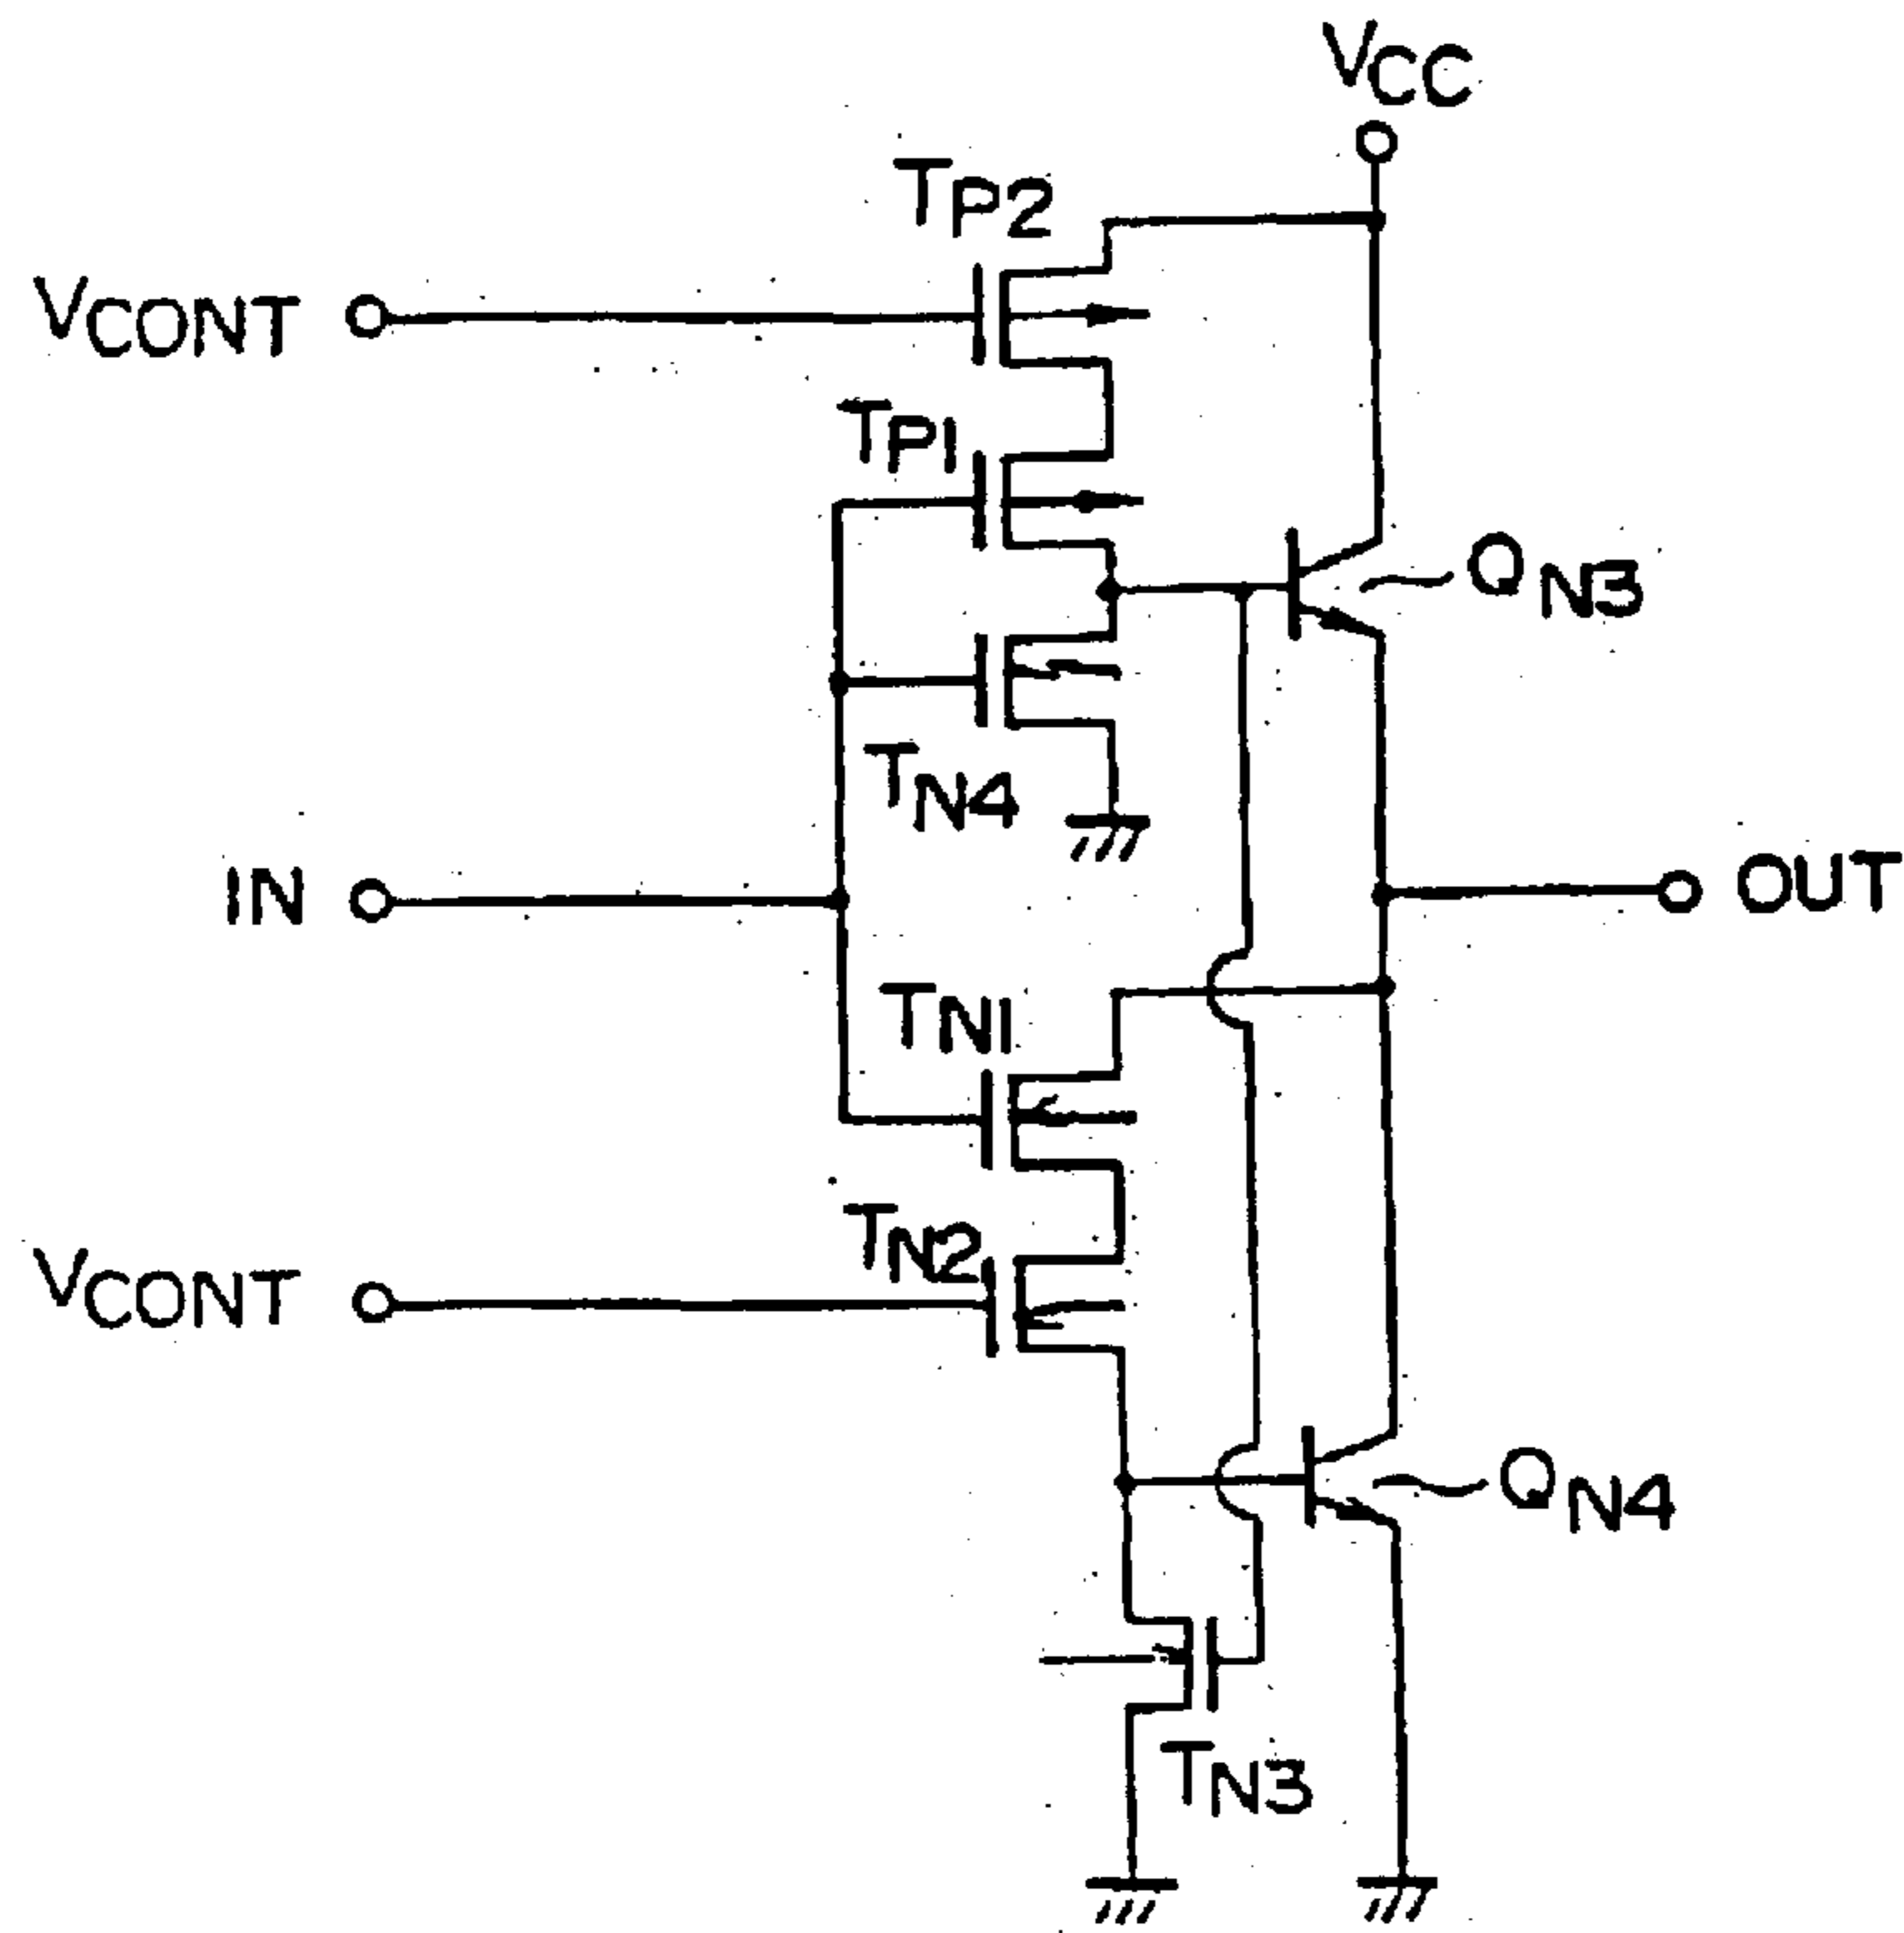 VCC
TP2
VCONT
TP1
QN3
TN4
IN
OUT
TN1
TN2
VCONT
QN4
TN3